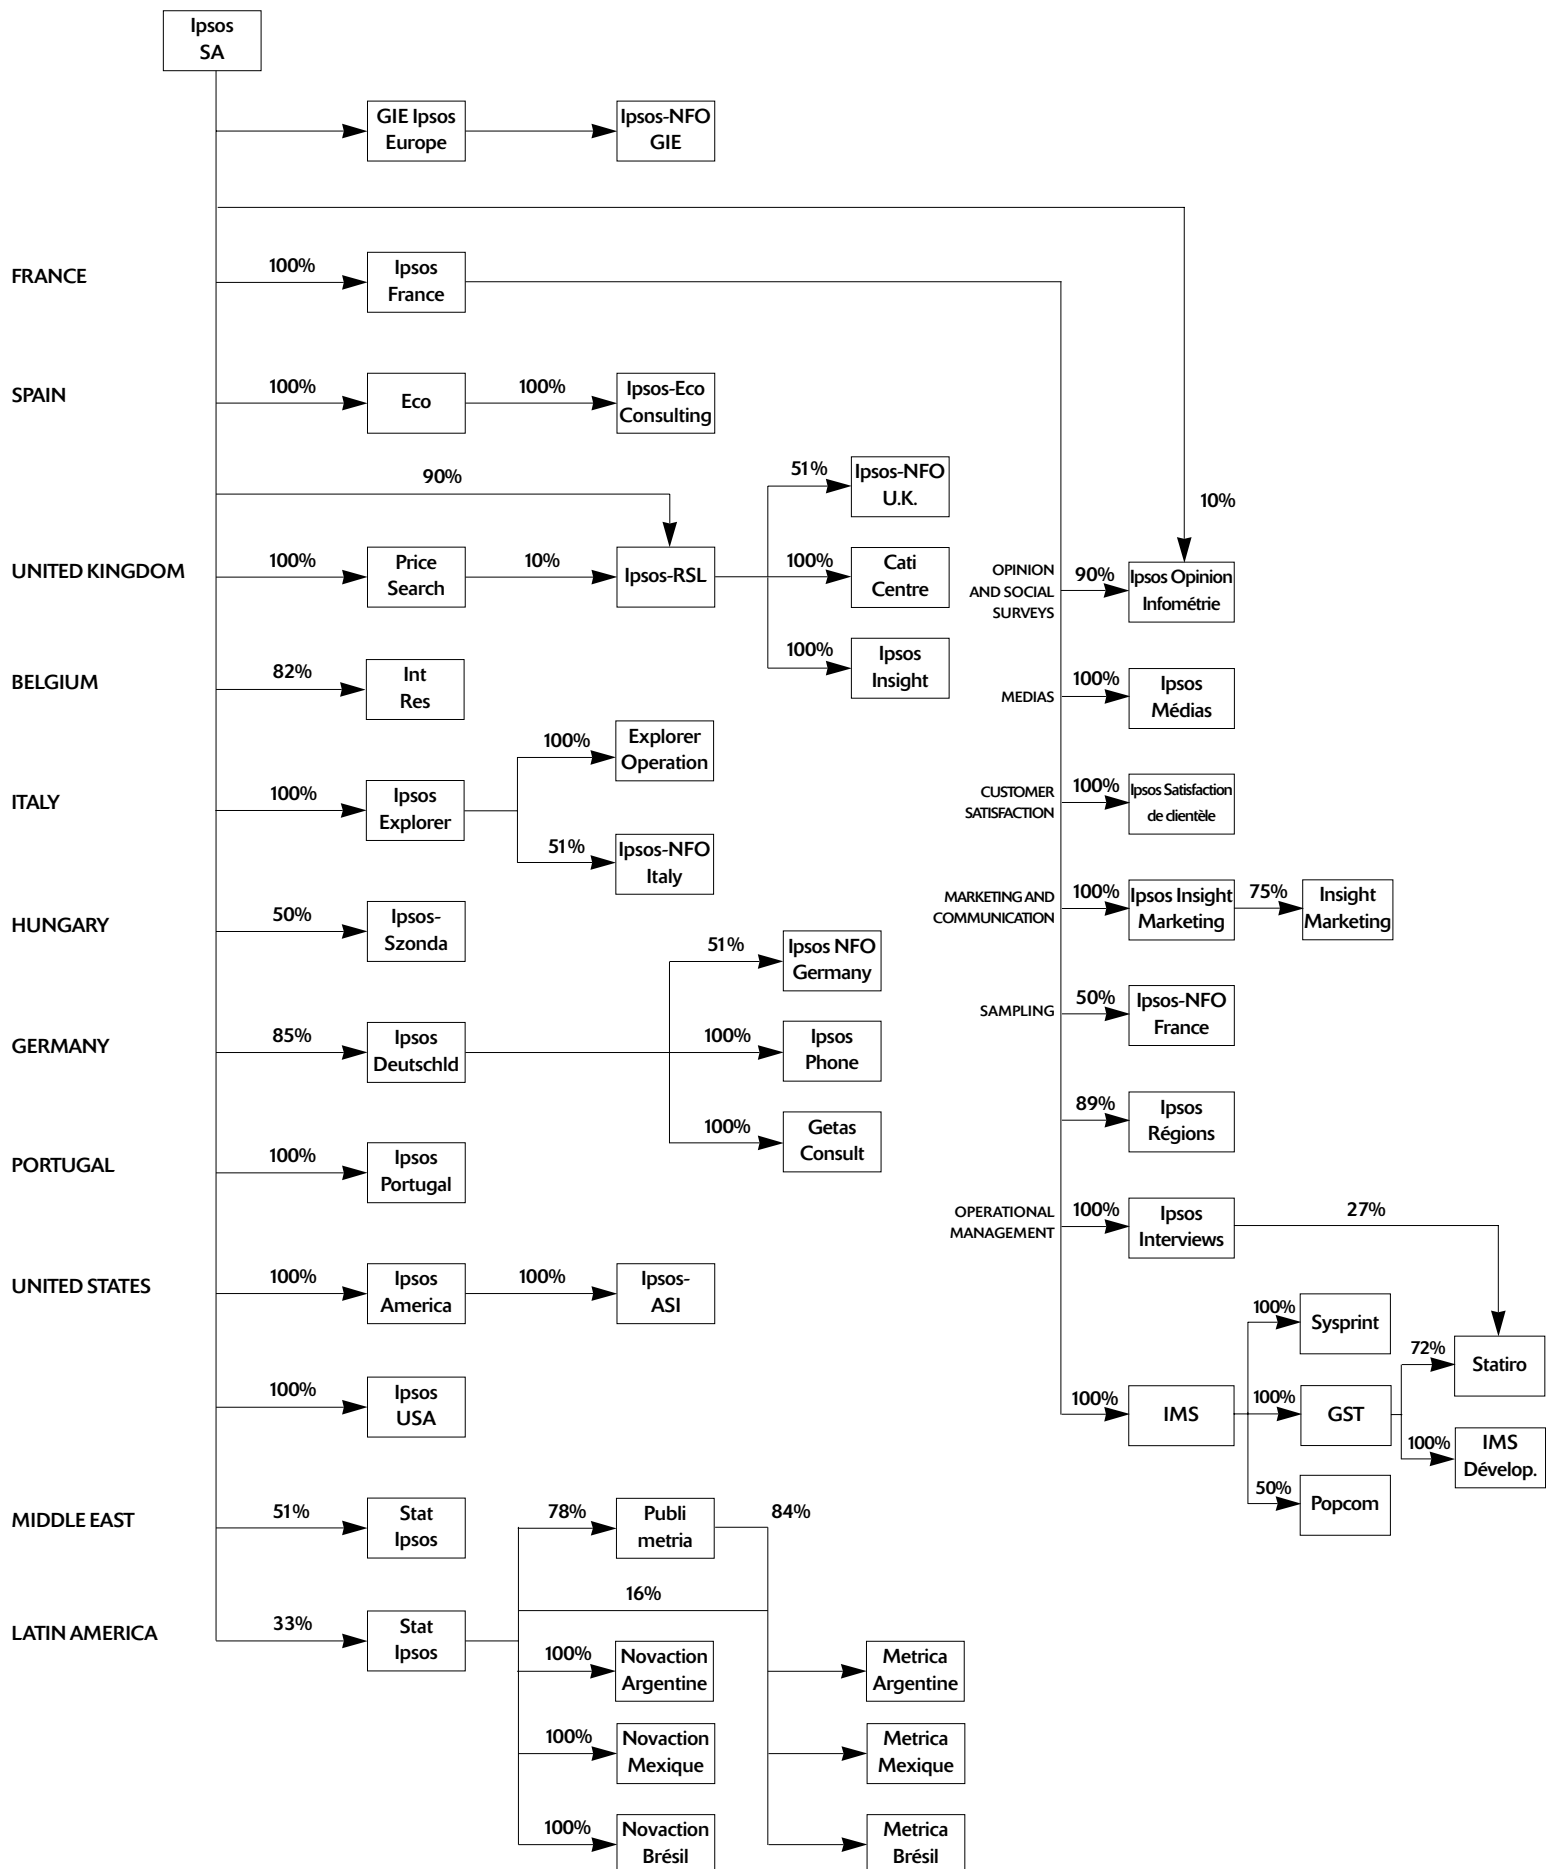 Ipsos
SA
GIE Ipsos
Europe
Ipsos-NFO
GIE
FRANCE
100%
Ipsos
France
SPAIN
100%
Eco
100%
Ipsos-Eco
Consulting
90%
51%
Ipsos-NFO
U.K.
10%
UNITED KINGDOM
100%
Price
Search
10%
Ipsos-RSL
100%
Cati
Centre
100%
Ipsos
Insight
OPINION
AND SOCIAL
SURVEYS
90%
Ipsos Opinion
Infométrie
BELGIUM
82%
Int
Res
MEDIAS
100%
Ipsos
Médias
ITALY
100%
Ipsos
Explorer
100%
Explorer
Operation
51%
Ipsos-NFO
Italy
CUSTOMER
SATISFACTION
100%
Ipsos Satisfaction
de clientèle
HUNGARY
50%
Ipsos-
Szonda
MARKETING AND
COMMUNICATION
100%
Ipsos Insight
Marketing
75%
Insight
Marketing
GERMANY
85%
Ipsos
Deutschld
51%
Ipsos NFO
Germany
100%
Ipsos
Phone
100%
Getas
Consult
SAMPLING
50%
Ipsos-NFO
France
89%
Ipsos
Régions
PORTUGAL
100%
Ipsos
Portugal
OPERATIONAL
MANAGEMENT
100%
Ipsos
Interviews
27%
UNITED STATES
100%
Ipsos
America
100%
Ipsos-
ASI
100%
Ipsos
USA
100%
IMS
100%
Sysprint
100%
GST
50%
Popcom
72%
Statiro
100%
IMS
Dévelop.
MIDDLE EAST
51%
Stat
Ipsos
78%
Publi
metria
84%
16%
LATIN AMERICA
33%
Stat
Ipsos
100%
Novaction
Argentine
Metrica
Argentine
100%
Novaction
Mexique
Metrica
Mexique
100%
Novaction
Brésil
Metrica
Brésil